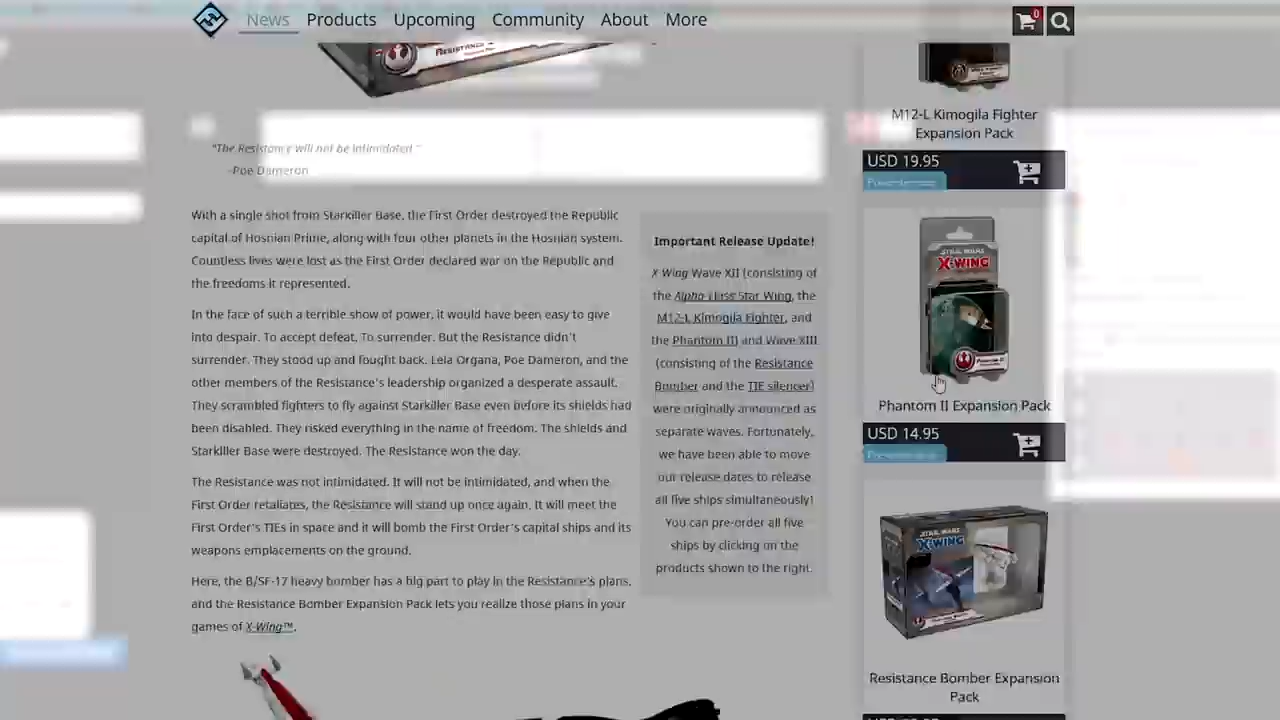 News Products Upcoming Community About More
0
RESISTANCE
M12-L Kimogila Fighter
Expansion Pack
"The Resistance will not be intimidated."
–Poe Dameron
USD 19.95
With a single shot from Starkiller Base, the First Order destroyed the Republic
capital of Hosnian Prime, along with four other planets in the Hosnian system.
Countless lives were lost as the First Order declared war on the Republic and
the freedoms it represented.
In the face of such a terrible show of power, it would have been easy to give
into despair. To accept defeat. To surrender. But the Resistance didn't
surrender. They stood up and fought back. Leia Organa, Poe Dameron, and the
other members of the Resistance's leadership organized a desperate assault.
They scrambled fighters to fly against Starkiller Base even before its shields had
been disabled. They risked everything in the name of freedom. The shields and
Starkiller Base were destroyed. The Resistance won the day.
The Resistance was not intimidated. It will not be intimidated, and when the
First Order retaliates, the Resistance will stand up once again. It will meet the
First Order's TIEs in space and it will bomb the First Order's capital ships and its
weapons emplacements on the ground.
Here, the B/SF-17 heavy bomber has a big part to play in the Resistance's plans,
and the Resistance Bomber Expansion Pack lets you realize those plans in your
games of X-Wing™.
Important Release Update!
X-Wing Wave XII (consisting of
the Alpha-class Star Wing, the
M12-L Kimogila Fighter, and
the Phantom II) and Wave XIII
(consisting of the Resistance
Bomber and the TIE silencer)
were originally announced as
separate waves. Fortunately,
we have been able to move
our release dates to release
all five ships simultaneously!
You can pre-order all five
ships by clicking on the
products shown to the right.
STAR WARS
X-WING
PHANTOM II
Phantom II Expansion Pack
USD 14.95
STAR WARS
X-WING
Resistance Bomber Expansion
Pack